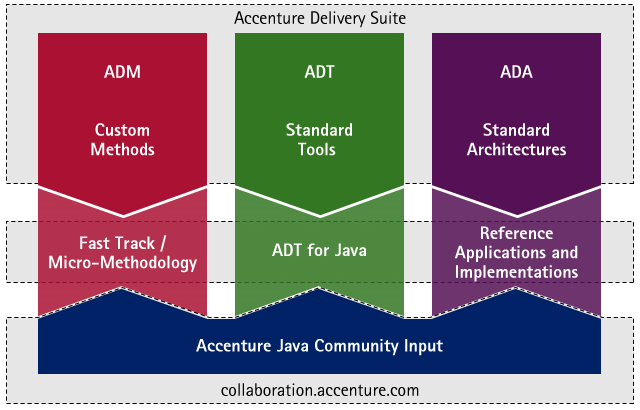 Accenture Delivery Suite
ADM
Custom
Methods
ADT
Standard
Tools
ADA
Standard
Architectures
Fast Track /
Micro-Methodology
ADT for Java
Reference
Applications and
Implementations
Accenture Java Community Input
collaboration.accenture.com